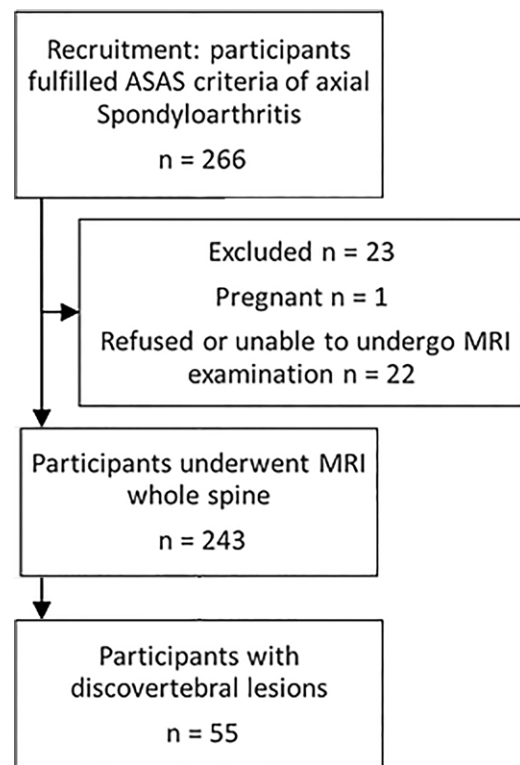 Recruitment: participants
fulfilled ASAS criteria of axial
Spondyloarthritis
n = 266
Excluded n = 23
Pregnant n = 1
Refused or unable to undergo MRI
examination n = 22
Participants underwent MRI
whole spine
n = 243
Participants with
discovertebral lesions
n = 55